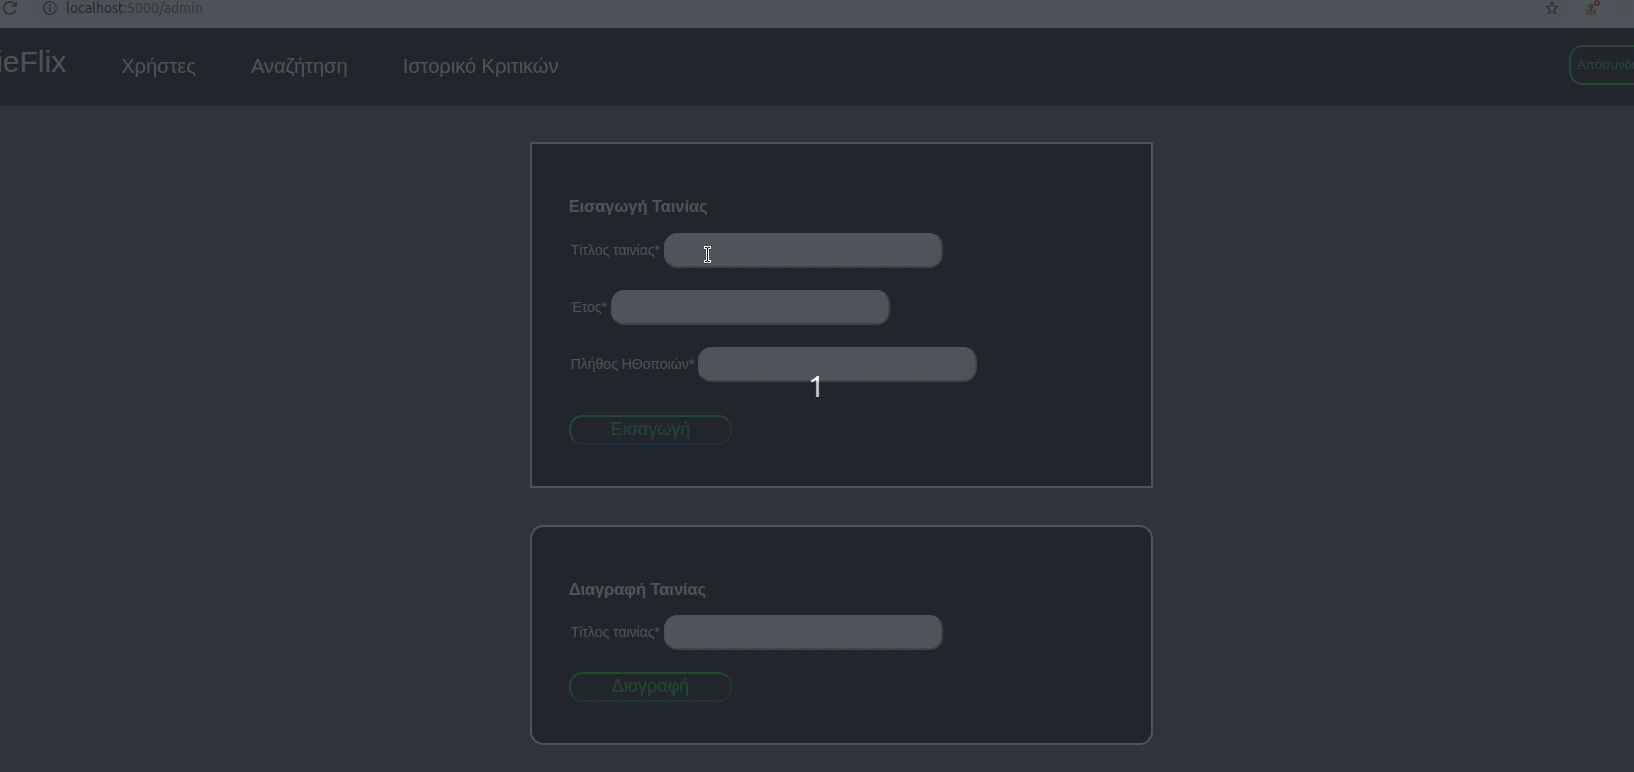 localhost:5000/admin
ieFlix Χρήστες Αναζήτηση Ιστορικό Κριτικών Απόσυνδ
Εισαγωγή Ταινίας
Τίτλος ταινίας*
Έτος*
Πλήθος ΗΘοποιών*
1
Εισαγωγή
Διαγραφή Ταινίας
Τίτλος ταινίας*
Διαγραφή